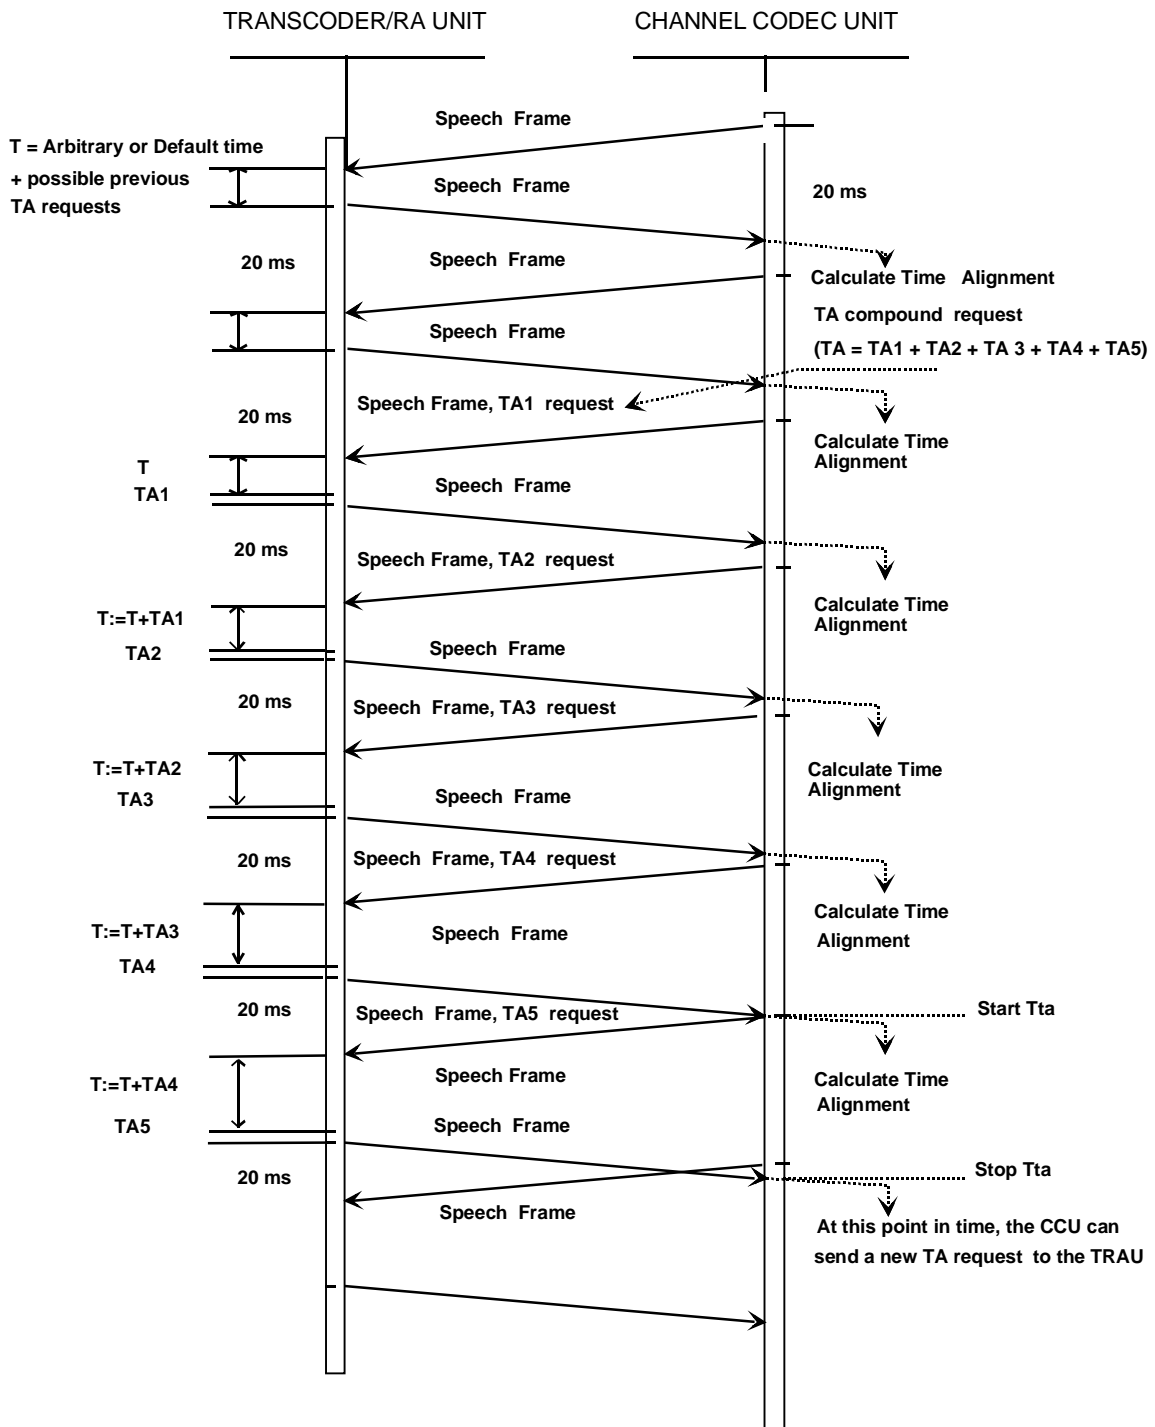 TRANSCODER/RA UNIT
CHANNEL CODEC UNIT
Speech Frame
T = Arbitrary or Default time
+ possible previous
TA requests
Speech Frame
20 ms
20 ms
Speech Frame
Calculate Time Alignment
TA compound request
(TA = TA1 + TA2 + TA 3 + TA4 + TA5)
Speech Frame
Speech Frame, TA1 request
20 ms
Calculate Time
Alignment
T
TA1
Speech Frame
20 ms
Speech Frame, TA2 request
Calculate Time
Alignment
T:=T+TA1
TA2
Speech Frame
20 ms
Speech Frame, TA3 request
Calculate Time
Alignment
T:=T+TA2
TA3
Speech Frame
20 ms
Speech Frame, TA4 request
Calculate Time
Alignment
T:=T+TA3
TA4
Speech Frame
20 ms
Speech Frame, TA5 request
Start Tta
Speech Frame
Calculate Time
Alignment
T:=T+TA4
TA5
Speech Frame
20 ms
Stop Tta
Speech Frame
At this point in time, the CCU can
send a new TA request to the TRAU